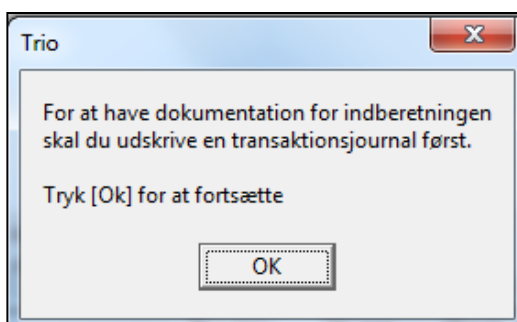 Trio
For at have dokumentation for indberetningen
skal du udskrive en transaktionsjournal først.
Tryk [Ok] for at fortsætte
OK